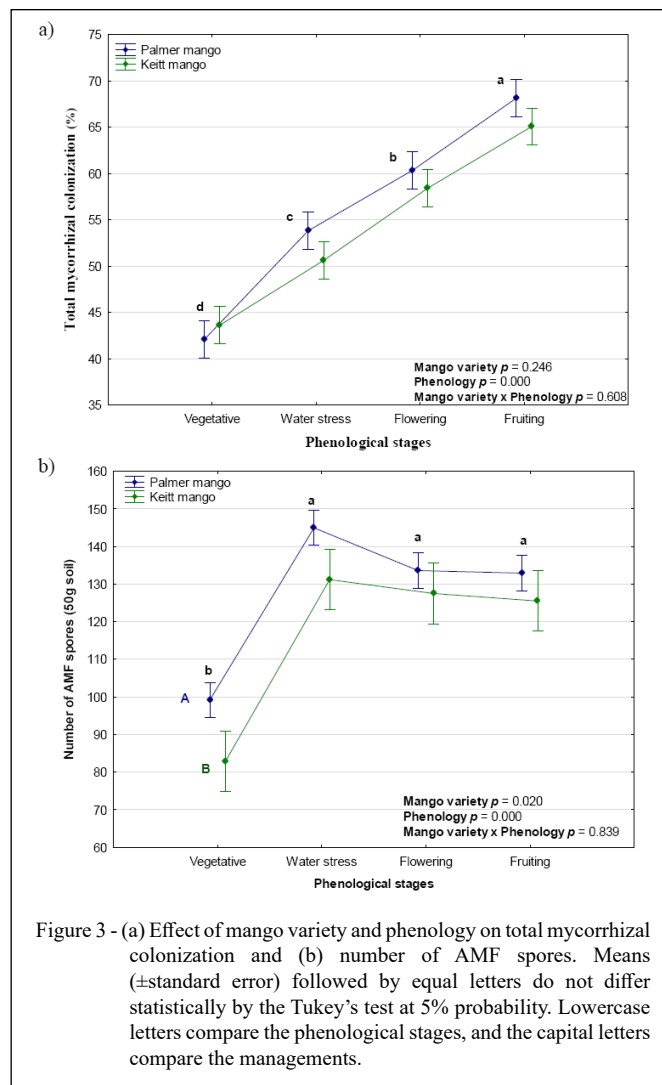 a)
75
70
65
60
55
50
45
40
35
Total mycorrhizal colonization (%)
Palmer mango
Keitt mango
a
b
c
d
Mango variety p = 0.246
Phenology p = 0.000
Mango variety x Phenology p = 0.608
Vegetative Water stress Flowering Fruiting
Phenological stages
b)
160
150
140
130
120
110
100
90
80
70
60
Number of AMF spores (50g soil)
Palmer mango
Keitt mango
a
a
a
b
A
B
Mango variety p = 0.020
Phenology p = 0.000
Mango variety x Phenology p = 0.839
Vegetative Water stress Flowering Fruiting
Phenological stages
Figure 3 - (a) Effect of mango variety and phenology on total mycorrhizal
colonization and (b) number of AMF spores. Means
(±standard error) followed by equal letters do not differ
statistically by the Tukey's test at 5% probability. Lowercase
letters compare the phenological stages, and the capital letters
compare the managements.